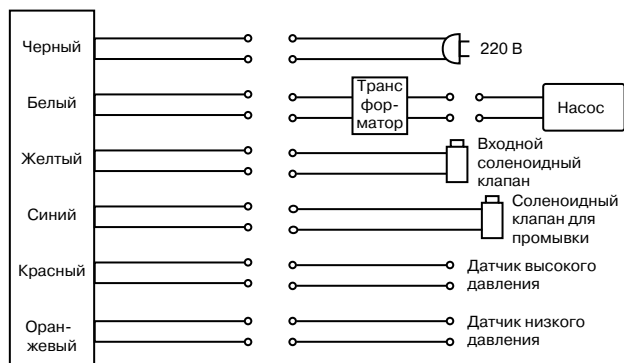 Черный
220 В
Белый
Транс
фор-
матор
Насос
Желтый
Входной
соленоидный
клапан
Синий
Соленоидный
клапан для
промывки
Красный
Датчик высокого
давления
Оран-
жевый
Датчик низкого
давления